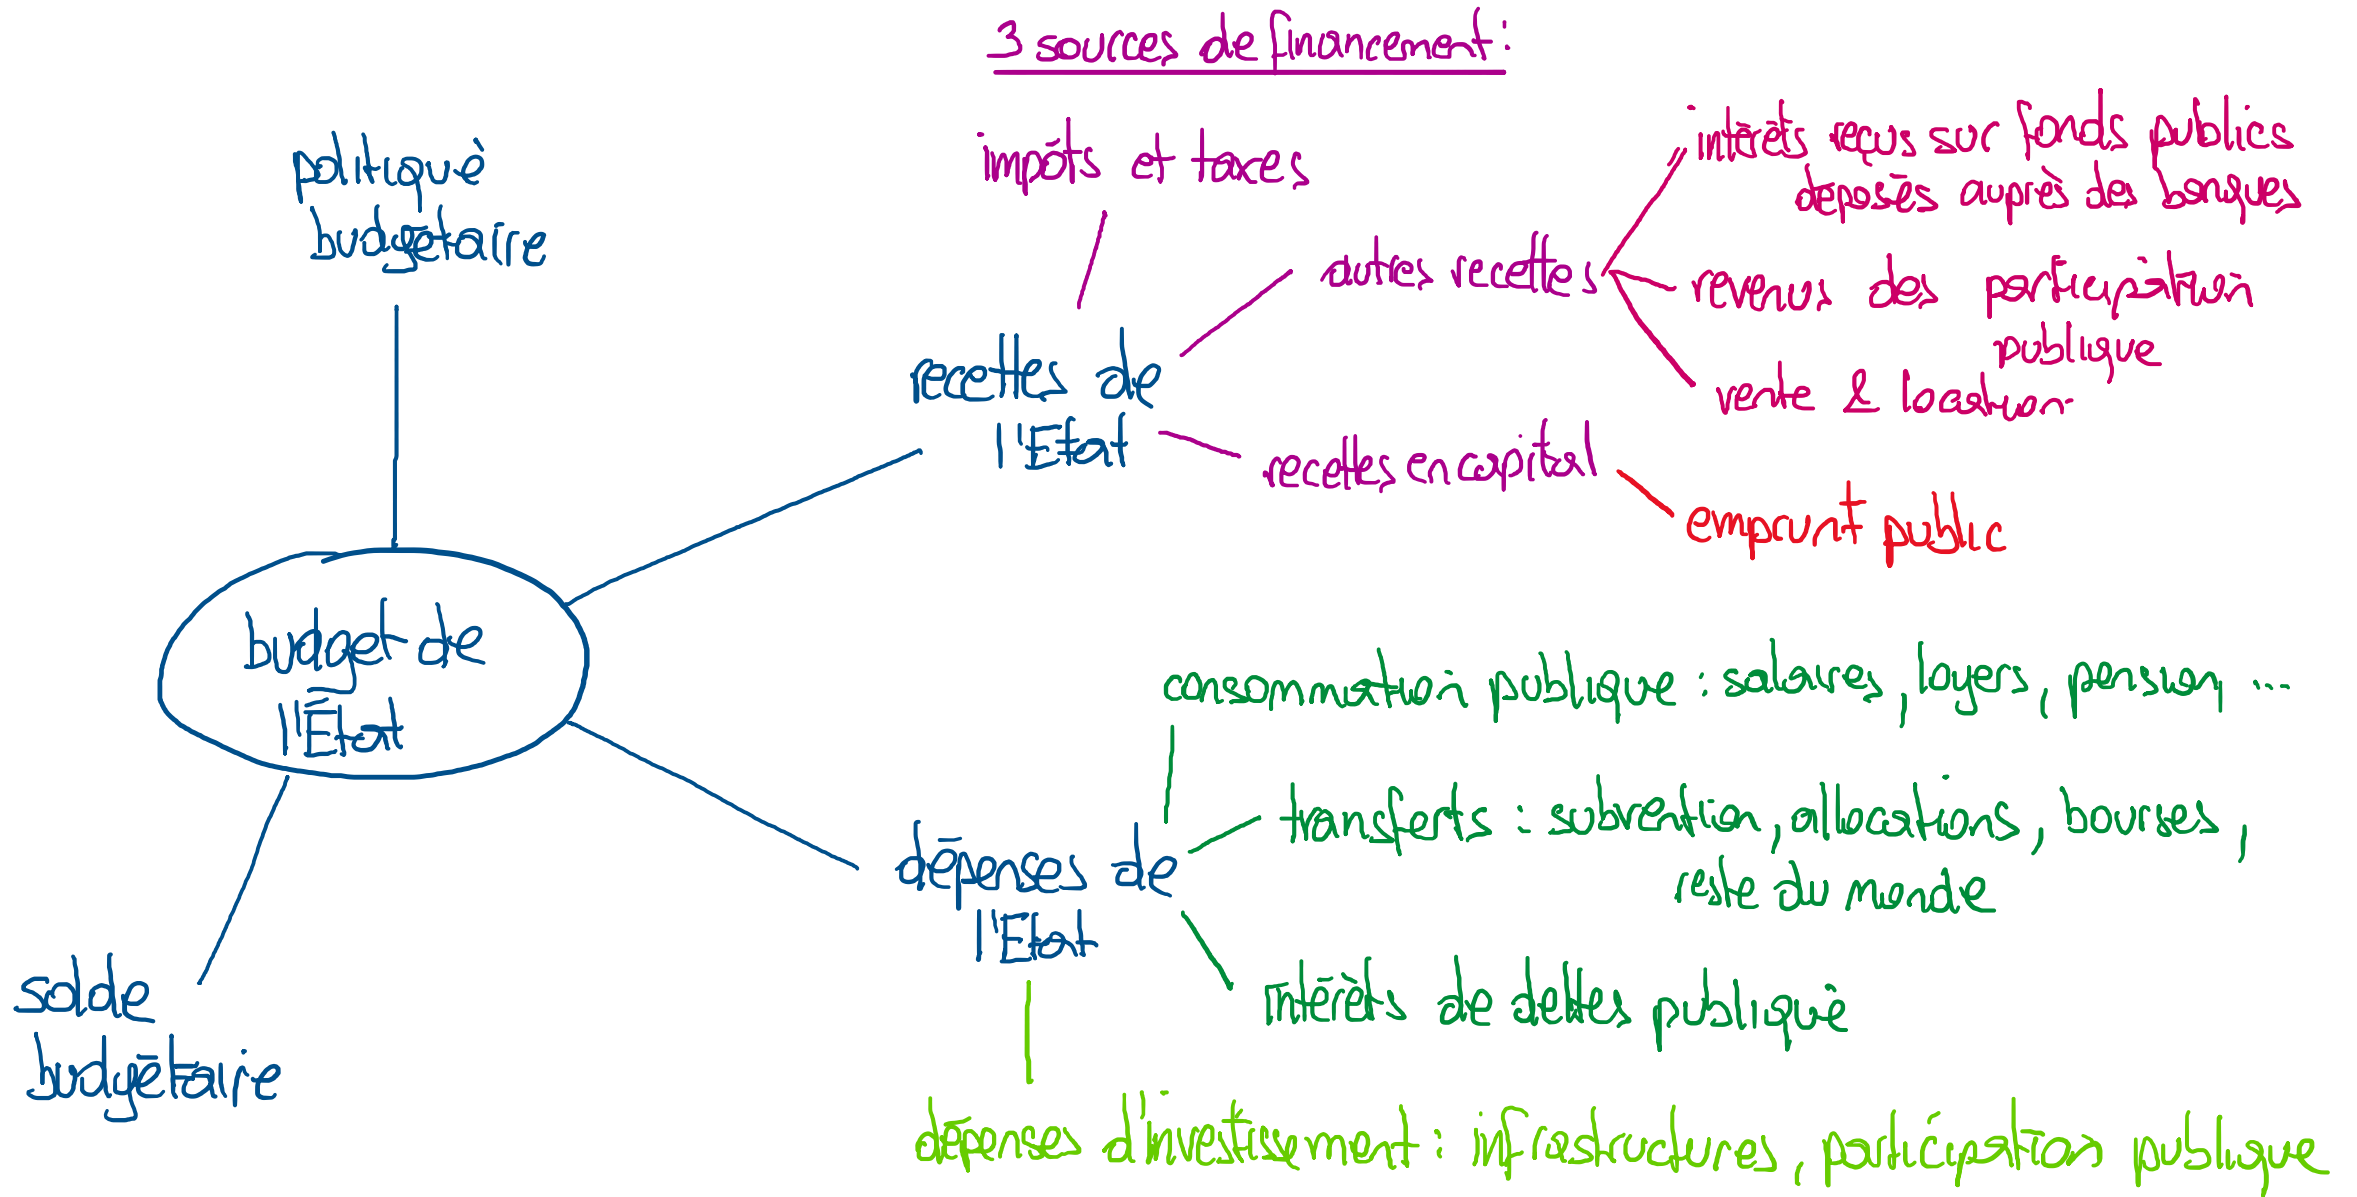 3 sources de financement :
impôts et taxes
intérêts reçus sur fonds publics
déposés auprès des banques
politique
budgétaire
autres recettes
revenus des participation
publique
recettes de
l'Etat
vente & location
recettes en capital
emprunt public
budget de
l'État
consommation publique : salaires, loyers, pension, ...
transferts : subvention, allocations, bourses,
reste du monde
dépenses de
l'Etat
intérêts de dettes publique
solde
budgétaire
dépenses d'investissement : infrastructures, participation publique